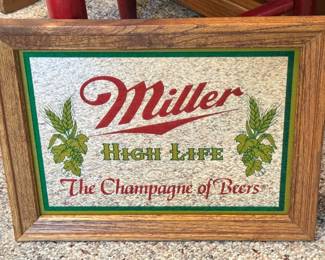 Miller
HIGH LIFE
The Champagne of Beers